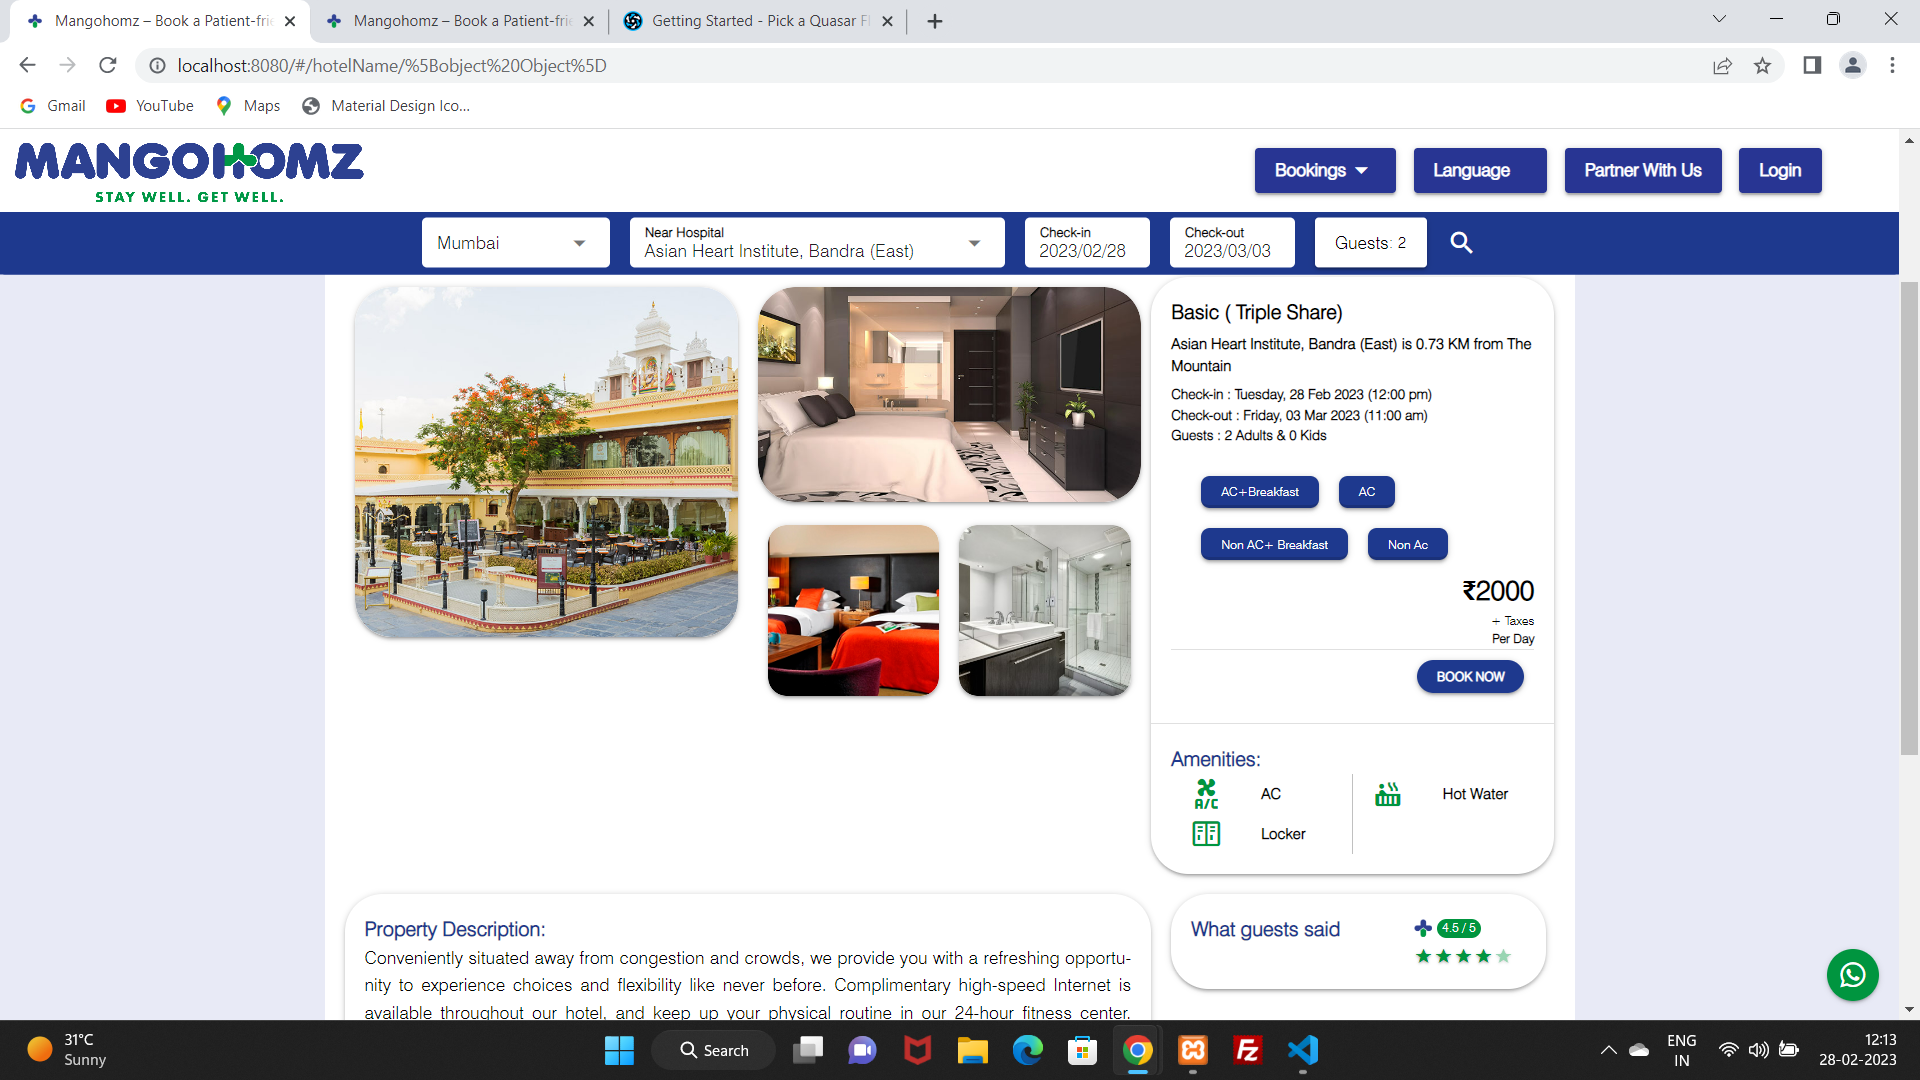 Mangohomz – Book a Patient-frie
Mangohomz – Book a Patient-frie
Getting Started - Pick a Quasar Fl
localhost:8080/#/hotelName/%5Bobject%20Object%5D
Gmail
YouTube
Maps
Material Design Ico...
MANGOHOMZ
STAY WELL. GET WELL.
Bookings
Language
Partner With Us
Login
Mumbai
Near Hospital
Asian Heart Institute, Bandra (East)
Check-in
2023/02/28
Check-out
2023/03/03
Guests: 2
Basic ( Triple Share)
Asian Heart Institute, Bandra (East) is 0.73 KM from The
Mountain
Check-in : Tuesday, 28 Feb 2023 (12:00 pm)
Check-out : Friday, 03 Mar 2023 (11:00 am)
Guests : 2 Adults & 0 Kids
AC+Breakfast
AC
Non AC+ Breakfast
Non Ac
₹2000
+ Taxes
Per Day
BOOK NOW
Amenities:
A/C
AC
Hot Water
Locker
Property Description:
Conveniently situated away from congestion and crowds, we provide you with a refreshing opportu-
nity to experience choices and flexibility like never before. Complimentary high-speed Internet is
available throughout our hotel, and keep up your physical routine in our 24-hour fitness center.
What guests said
4.5 / 5
31°C
Sunny
Search
ENG
IN
12:13
28-02-2023